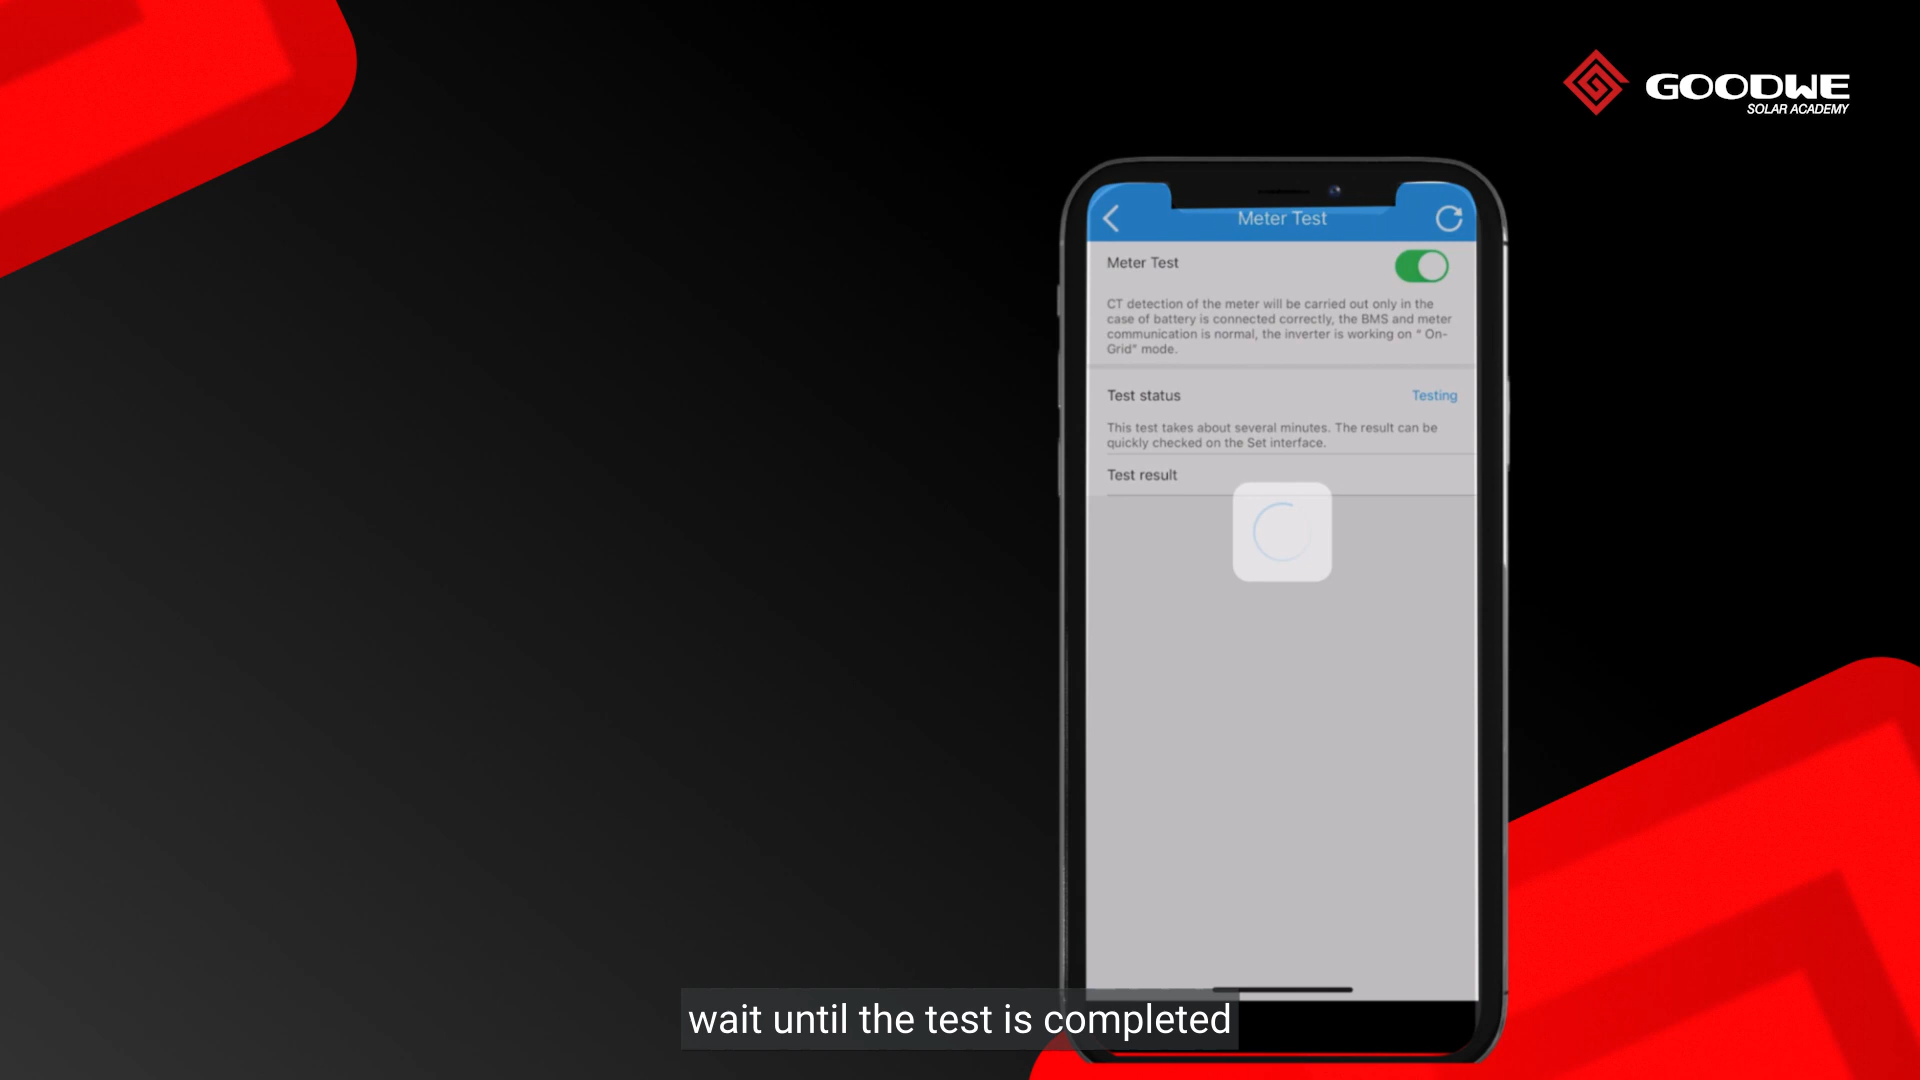 GOODWE
SOLAR ACADEMY
Meter Test
Meter Test
CT detection of the meter will be carried out only in the
case of battery is connected correctly, the BMS and meter
communication is normal, the inverter is working on “ On-
Grid” mode.
Test status
Testing
This test takes about several minutes. The result can be
quickly checked on the Set interface.
Test result
wait until the test is completed